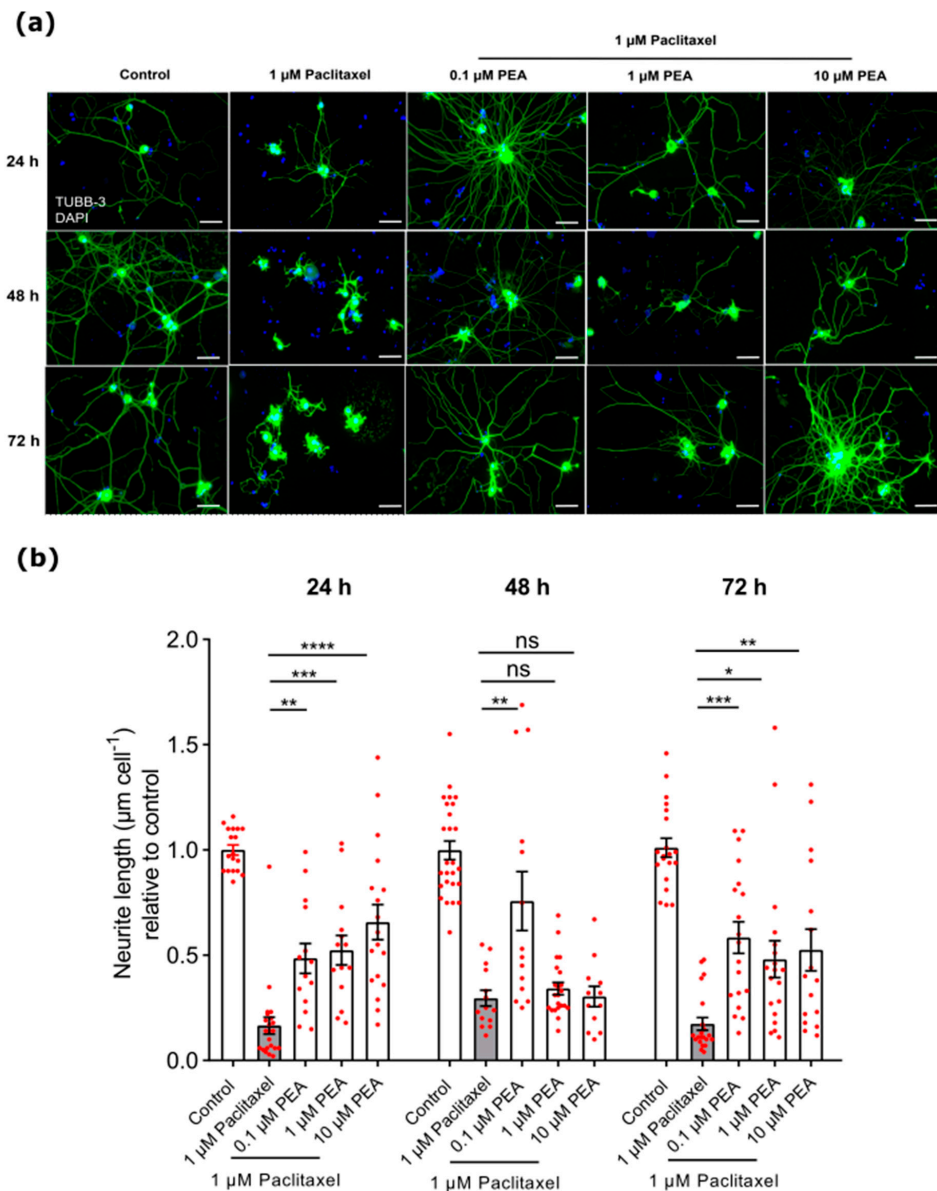 (a)
1 µM Paclitaxel
Control 1 µM Paclitaxel 0.1 µM PEA 1 µM PEA 10 µM PEA
24 h
TUBB-3
DAPI
48 h
72 h
(b)
24 h 48 h 72 h
Neurite length (µm cell⁻¹)
relative to control
2.0
1.5
1.0
0.5
0.0
**** *** **
ns ns **
** * ***
Control 1 µM Paclitaxel 0.1 µM PEA 1 µM PEA 10 µM PEA
Control 1 µM Paclitaxel 0.1 µM PEA 1 µM PEA 10 µM PEA
Control 1 µM Paclitaxel 0.1 µM PEA 1 µM PEA 10 µM PEA
1 µM Paclitaxel 1 µM Paclitaxel 1 µM Paclitaxel